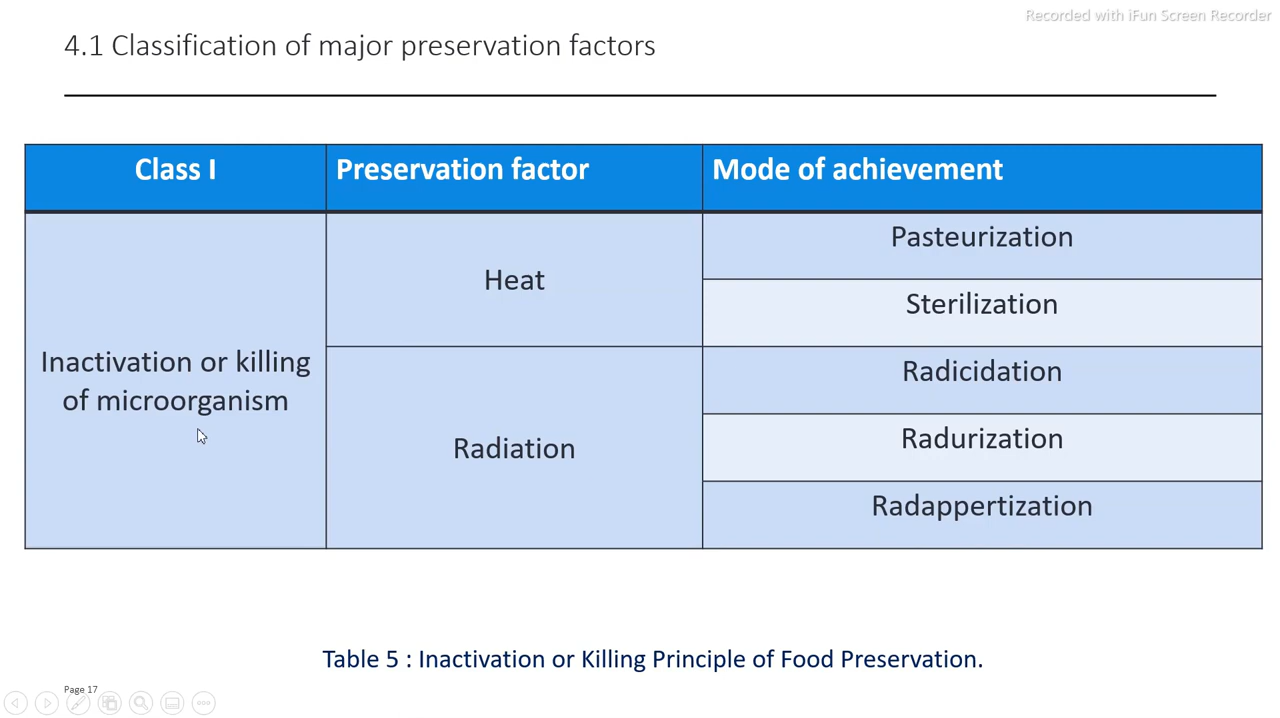 Recorded with iFun Screen Recorder
4.1 Classification of major preservation factors
Class I
Preservation factor
Mode of achievement
Inactivation or killing
of microorganism
Heat
Pasteurization
Sterilization
Radiation
Radicidation
Radurization
Radappertization
Table 5 : Inactivation or Killing Principle of Food Preservation.
Page 17